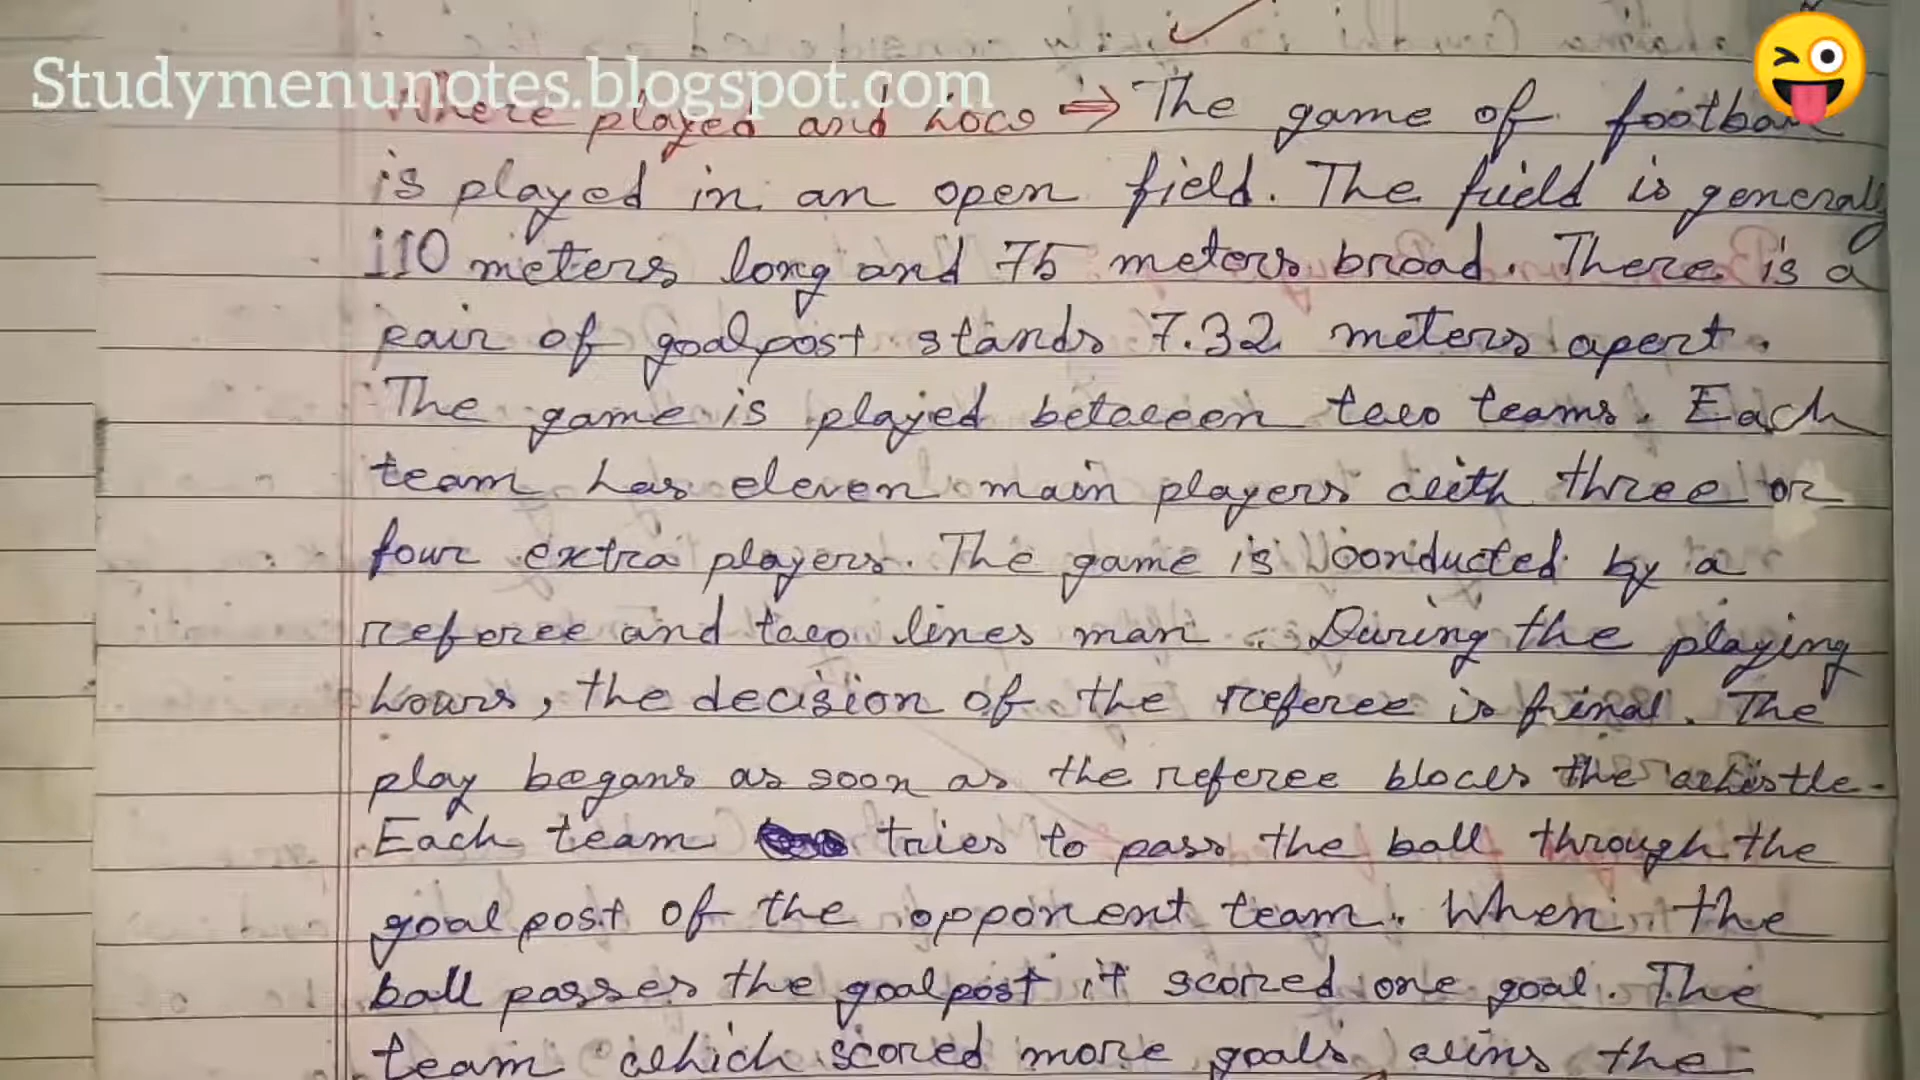 Studymenunotes.blogspot.com
Where played and how ⇒ The game of football
is played in an open field. The field is generally
110 meters long and 75 meters broad. There is a
pair of goalpost stands 7.32 meters apert.
The game is played between two teams. Each
team has eleven main players with three or
four extra players. The game is conducted by a
referee and two lines man. During the playing
hours, the decision of the referee is final. The
play begans as soon as the referee blows the whistle.
Each team tries to pass the ball through the
goal post of the opponent team. When the
ball passes the goalpost it scored one goal. The
team which scored more goals wins the